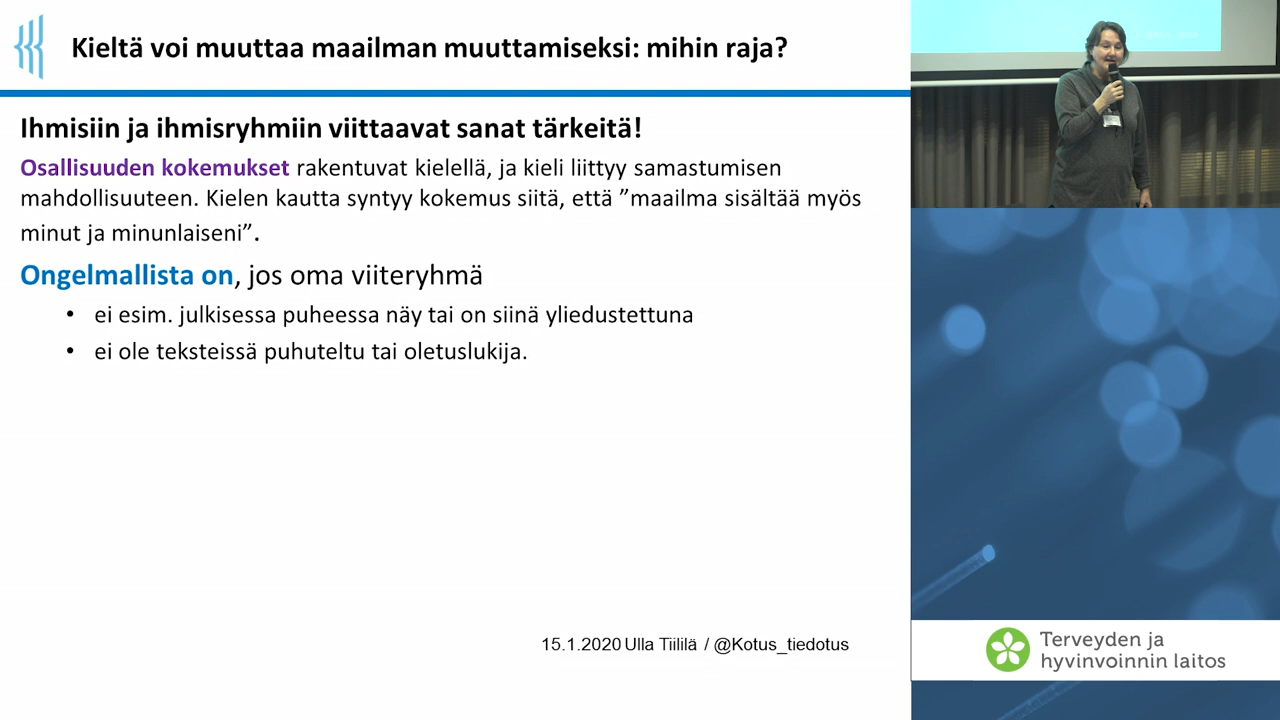 Kieltä voi muuttaa maailman muuttamiseksi: mihin raja?
Ihmisiin ja ihmisryhmiin viittaavat sanat tärkeitä!
Osallisuuden kokemukset rakentuvat kielellä, ja kieli liittyy samastumisen
mahdollisuuteen. Kielen kautta syntyy kokemus siitä, että ”maailma sisältää myös
minut ja minunlaiseni”.
Ongelmallista on, jos oma viiteryhmä
• ei esim. julkisessa puheessa näy tai on siinä yliedustettuna
• ei ole teksteissä puhuteltu tai oletuslukija.
15.1.2020 Ulla Tiililä / @Kotus_tiedotus
Terveyden ja
hyvinvoinnin laitos